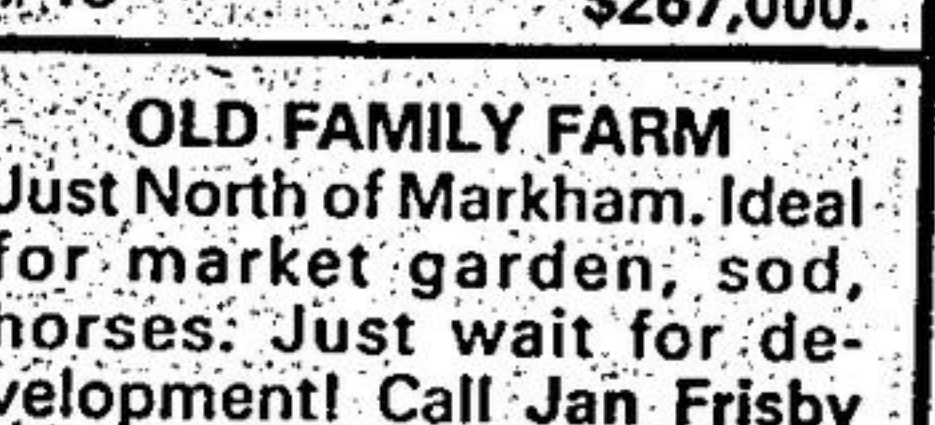 $267,000.
OLD FAMILY FARM
Just North of Markham. Ideal
for market garden, sod,
horses. Just wait for de-
velopment! Call Jan Frisby